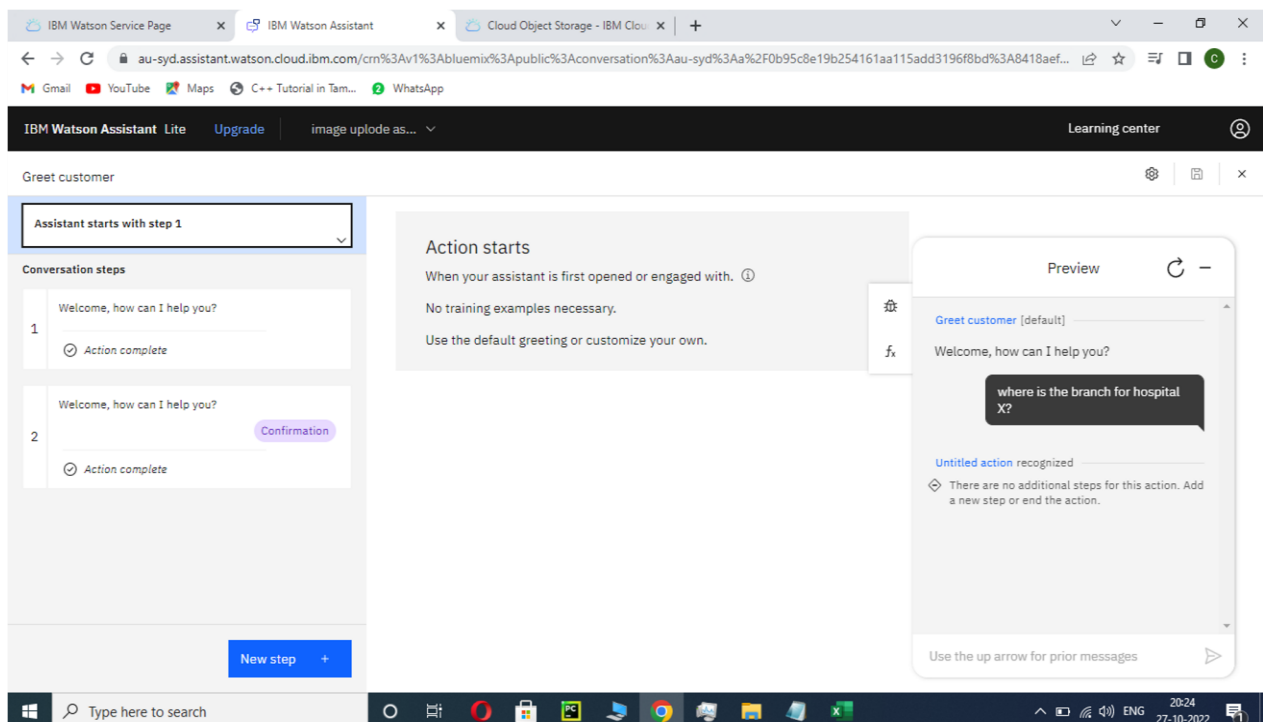 IBM Watson Service Page
IBM Watson Assistant
Cloud Object Storage - IBM Clou
au-syd.assistant.watson.cloud.ibm.com/crn%3Av1%3Abluemix%3Apublic%3Aconversation%3Aau-syd%3Aa%2F0b95c8e19b254161aa115add3196f8bd%3A8418aef...
C
Gmail
YouTube
Maps
C++ Tutorial in Tam...
2
WhatsApp
IBM Watson Assistant Lite
Upgrade
image uplode as...
Learning center
Greet customer
Assistant starts with step 1
Conversation steps
1
Welcome, how can I help you?
Action complete
2
Welcome, how can I help you?
Confirmation
Action complete
New step +
Action starts
When your assistant is first opened or engaged with.
No training examples necessary.
Use the default greeting or customize your own.
fx
Preview
Greet customer [default]
Welcome, how can I help you?
where is the branch for hospital
X?
Untitled action recognized
There are no additional steps for this action. Add
a new step or end the action.
Use the up arrow for prior messages
Type here to search
PC
ENG
20:24
27-10-2022